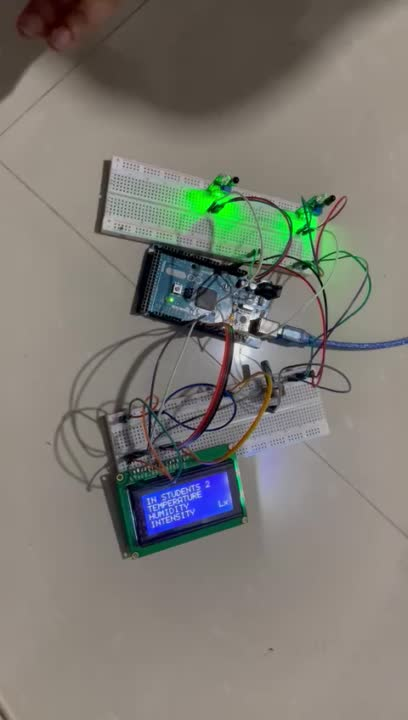 IN STUDENTS 2
TEMPERATURE
HUMIDITY Lx
INTENSITY